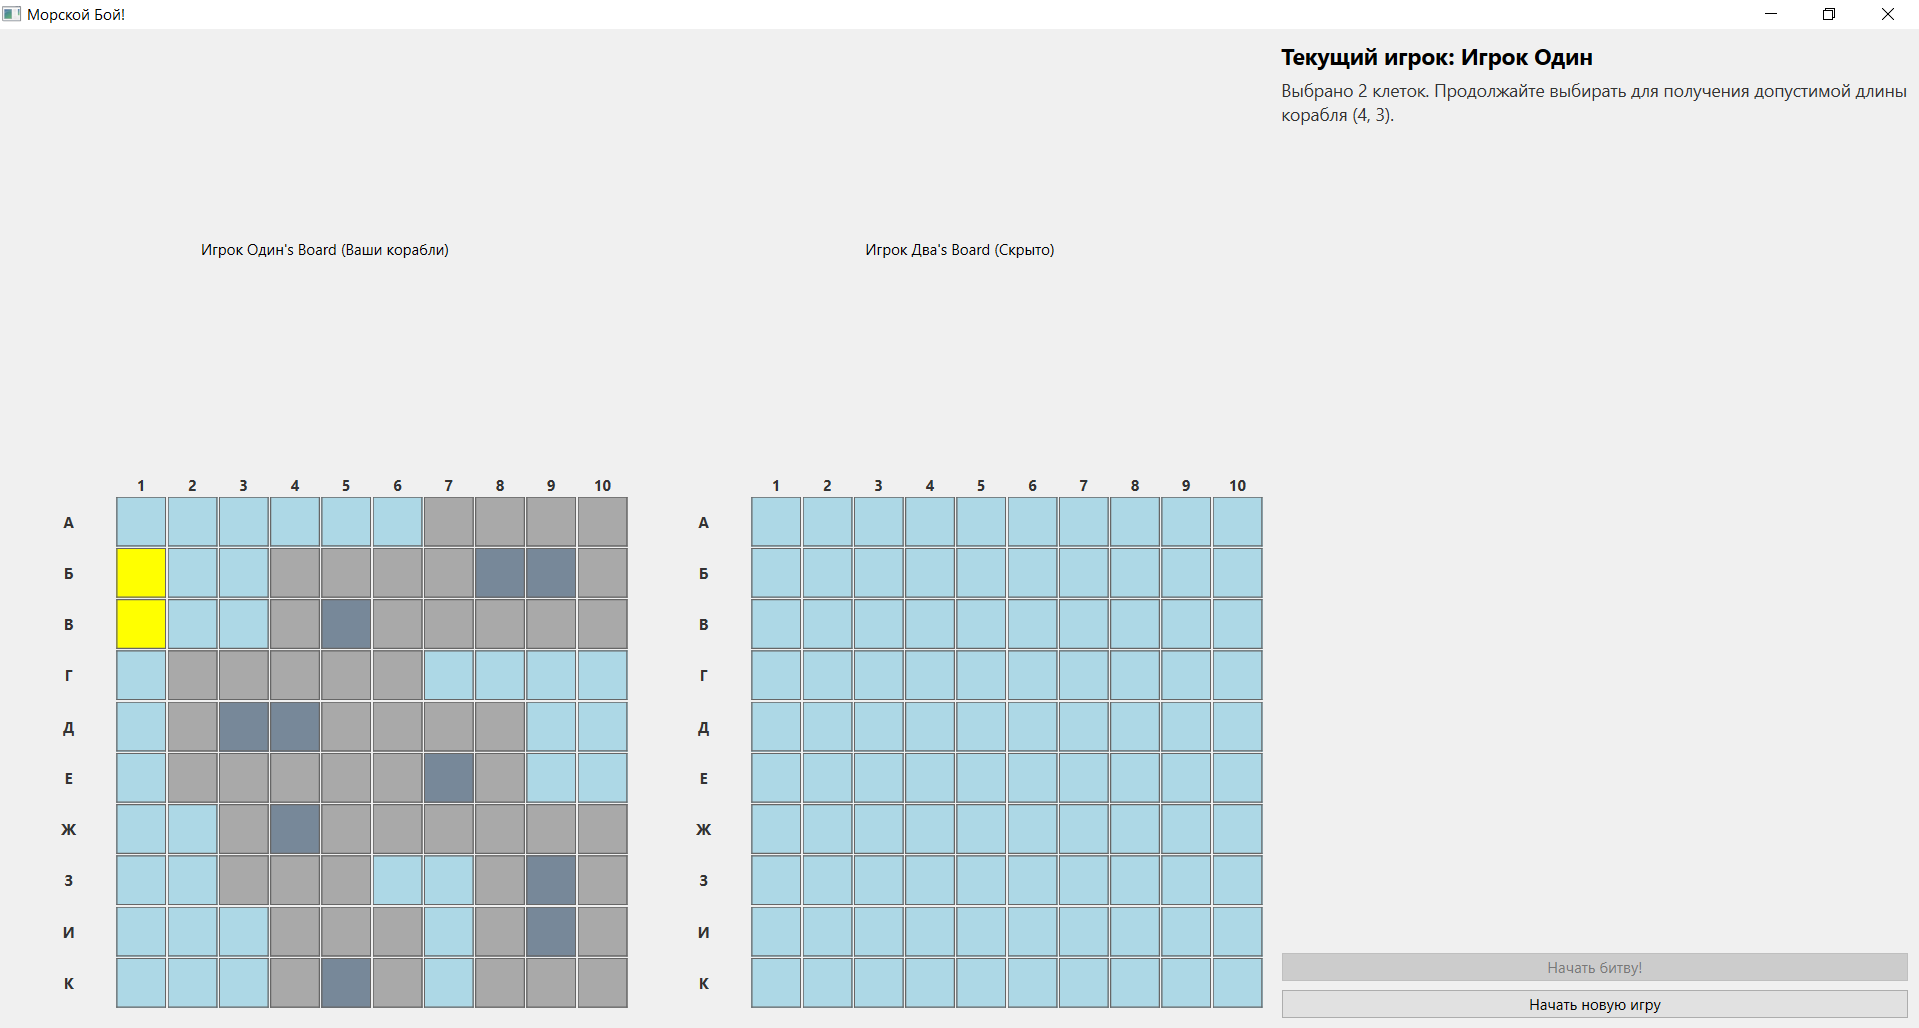 Морской Бой!
Текущий игрок: Игрок Один
Выбрано 2 клеток. Продолжайте выбирать для получения допустимой длины
корабля (4, 3).
Игрок Один's Board (Ваши корабли)
Игрок Два's Board (Скрыто)
1 2 3 4 5 6 7 8 9 10
А
Б
В
Г
Д
Е
Ж
З
И
К
1 2 3 4 5 6 7 8 9 10
А
Б
В
Г
Д
Е
Ж
З
И
К
Начать битву!
Начать новую игру